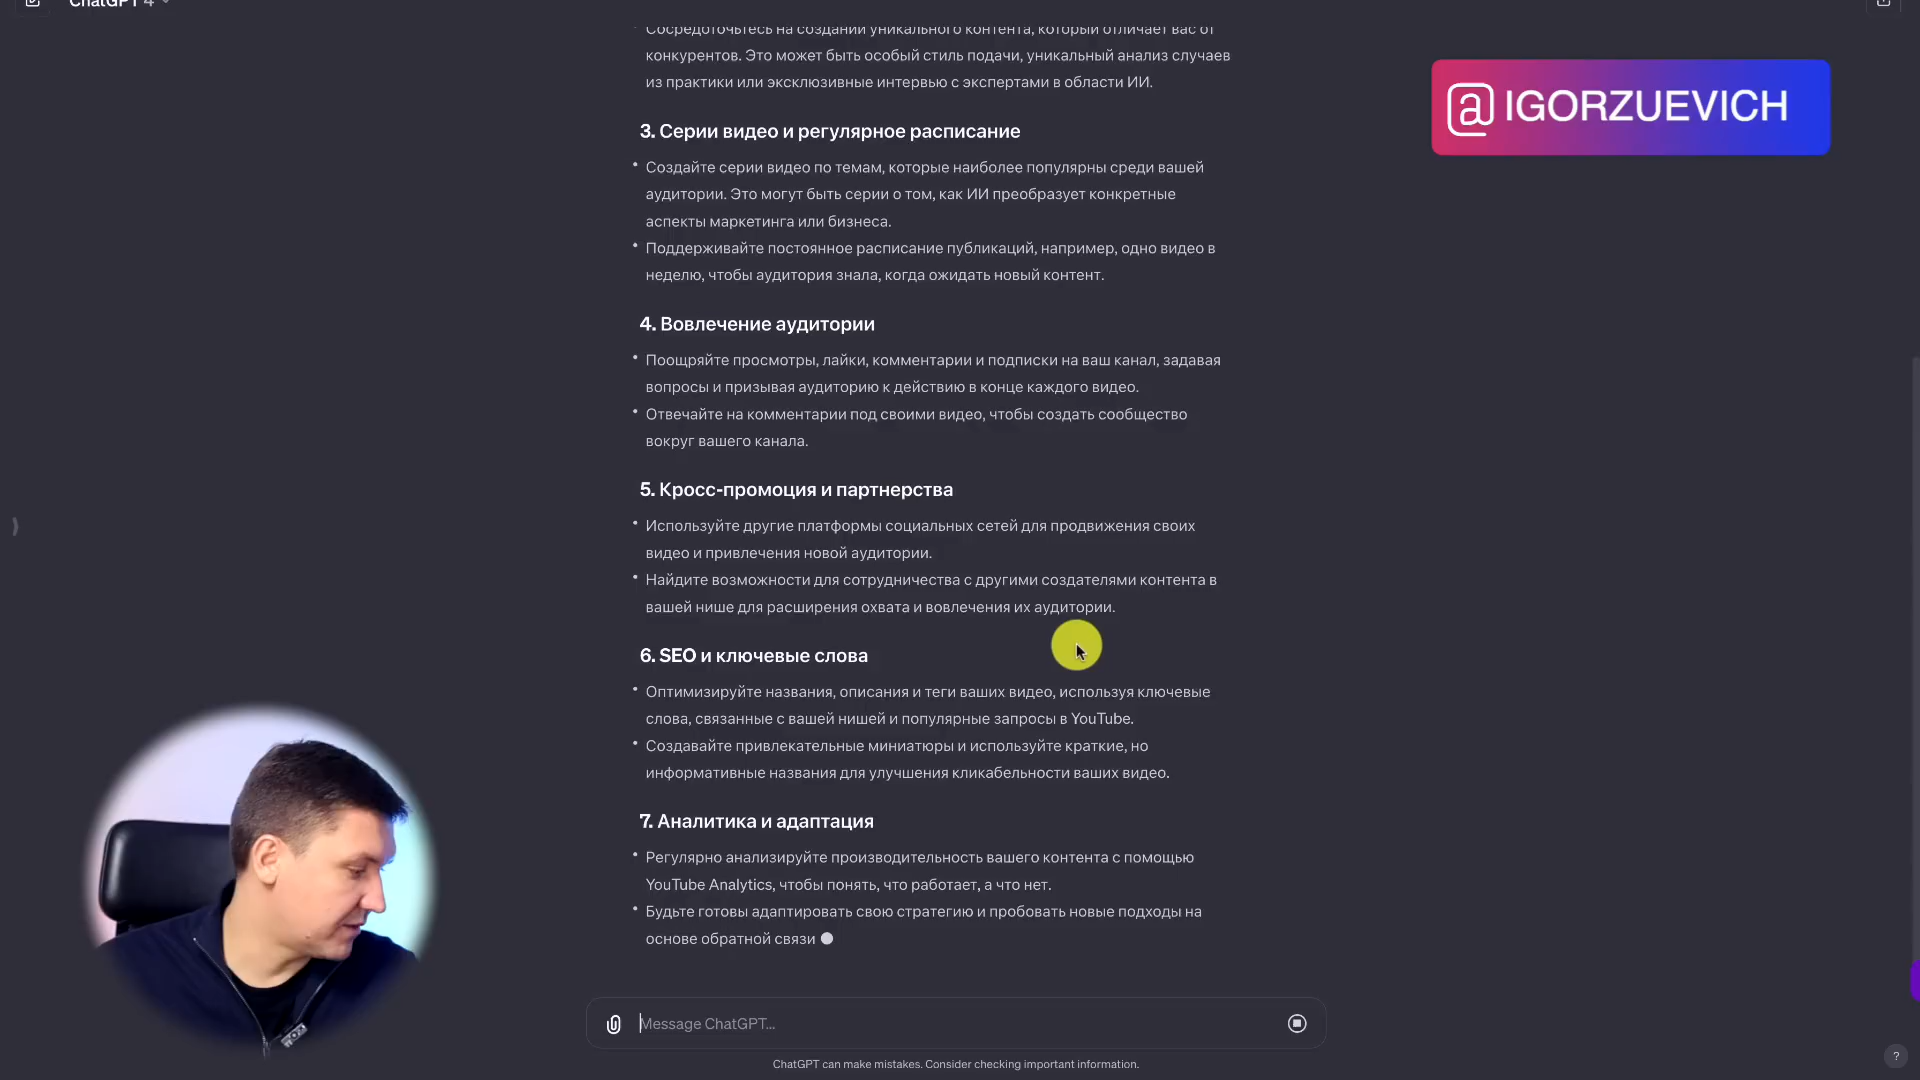 ChatGPT 4
Сосредоточьтесь на создании уникального контента, который отличает вас от
конкурентов. Это может быть особый стиль подачи, уникальный анализ случаев
из практики или эксклюзивные интервью с экспертами в области ИИ.
@IGORZUEVICH
3. Серии видео и регулярное расписание
• Создайте серии видео по темам, которые наиболее популярны среди вашей
аудитории. Это могут быть серии о том, как ИИ преобразует конкретные
аспекты маркетинга или бизнеса.
• Поддерживайте постоянное расписание публикаций, например, одно видео в
неделю, чтобы аудитория знала, когда ожидать новый контент.
4. Вовлечение аудитории
• Поощряйте просмотры, лайки, комментарии и подписки на ваш канал, задавая
вопросы и призывая аудиторию к действию в конце каждого видео.
• Отвечайте на комментарии под своими видео, чтобы создать сообщество
вокруг вашего канала.
5. Кросс-промоция и партнерства
• Используйте другие платформы социальных сетей для продвижения своих
видео и привлечения новой аудитории.
• Найдите возможности для сотрудничества с другими создателями контента в
вашей нише для расширения охвата и вовлечения их аудитории.
6. SEO и ключевые слова
• Оптимизируйте названия, описания и теги ваших видео, используя ключевые
слова, связанные с вашей нишей и популярные запросы в YouTube.
• Создавайте привлекательные миниатюры и используйте краткие, но
информативные названия для улучшения кликабельности ваших видео.
7. Аналитика и адаптация
• Регулярно анализируйте производительность вашего контента с помощью
YouTube Analytics, чтобы понять, что работает, а что нет.
• Будьте готовы адаптировать свою стратегию и пробовать новые подходы на
основе обратной связи
Message ChatGPT...
ChatGPT can make mistakes. Consider checking important information.
?